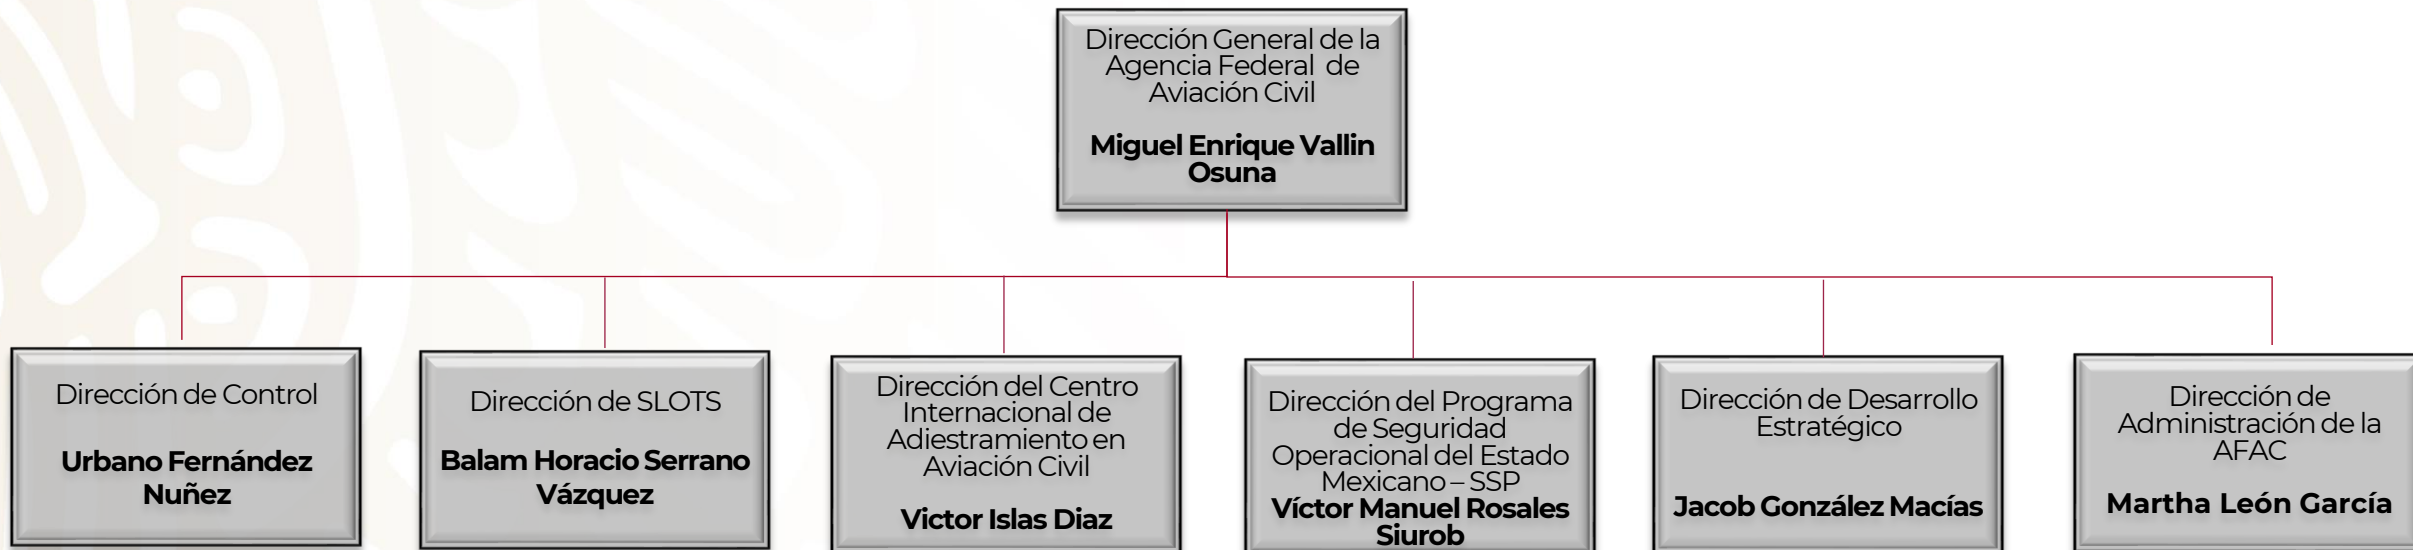 Dirección General de la
Agencia Federal de
Aviación Civil
Miguel Enrique Vallin
Osuna
Dirección de Control
Urbano Fernández
Nuñez
Dirección de SLOTS
Balam Horacio Serrano
Vázquez
Dirección del Centro
Internacional de
Adiestramiento en
Aviación Civil
Victor Islas Diaz
Dirección del Programa
de Seguridad
Operacional del Estado
Mexicano – SSP
Víctor Manuel Rosales
Siurob
Dirección de Desarrollo
Estratégico
Jacob González Macías
Dirección de
Administración de la
AFAC
Martha León García